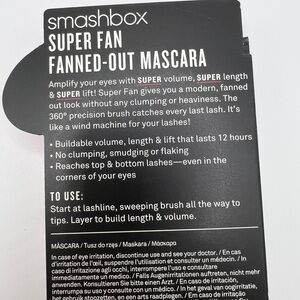 smashbox
SUPER FAN
FANNED-OUT MASCARA
Amplify your eyes with SUPER volume, SUPER length
& SUPER lift! Super Fan gives you a modern, fanned
out look without any clumping or heaviness. The
360° precision brush catches every last lash. It's
like a wind machine for your lashes!
• Buildable volume, length & lift that lasts 12 hours
• No clumping, smudging or flaking
• Reaches top & bottom lashes—even in the
corners of your eyes
TO USE:
Start at lashline, sweeping brush all the way to
tips. Layer to build length & volume.
MÁSCARA / Tusz do rzęs / Maskara / Μάσκαρα
In case of eye irritation, discontinue use and see your doctor. / En cas
d'irritation de l'œil, suspendre l'utilisation et consulter un médecin. / In
caso di irritazione agli occhi, interrompere l'uso e consultare
immediatamente un medico. / Falls Augenirritationen auftreten, nicht mehr
anwenden. Konsultieren Sie bitte einen Arzt. / En caso de irritación,
interrumpa su uso y consulte con un médico. / In het geval van irritatie,
het gebruik stopzetten, en een arts raadplegen. / Em caso de irritação